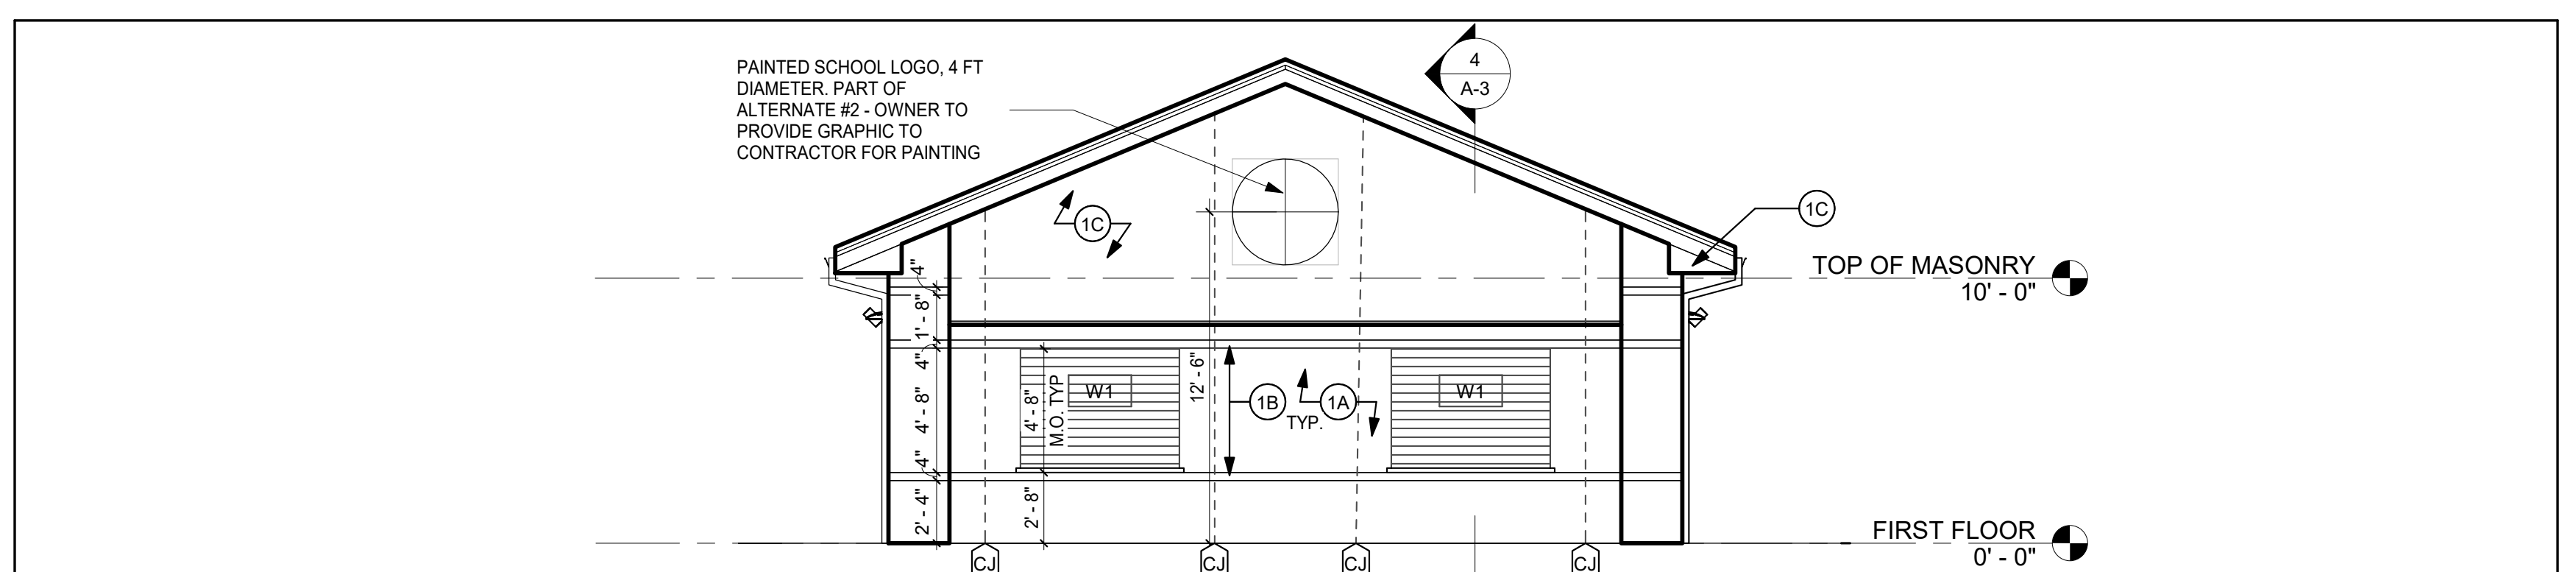 PAINTED SCHOOL LOGO, 4 FT
DIAMETER. PART OF
ALTERNATE #2 - OWNER TO
PROVIDE GRAPHIC TO
CONTRACTOR FOR PAINTING
4
A-3
1C
1C
TOP OF MASONRY
10' - 0"
4"
1' - 8"
4"
4' - 8"
4"
2' - 4"
4' - 8"
M.O. TYP
2' - 8"
W1
12' - 6"
1B
1A
TYP.
W1
FIRST FLOOR
0' - 0"
CJ
CJ
CJ
CJ